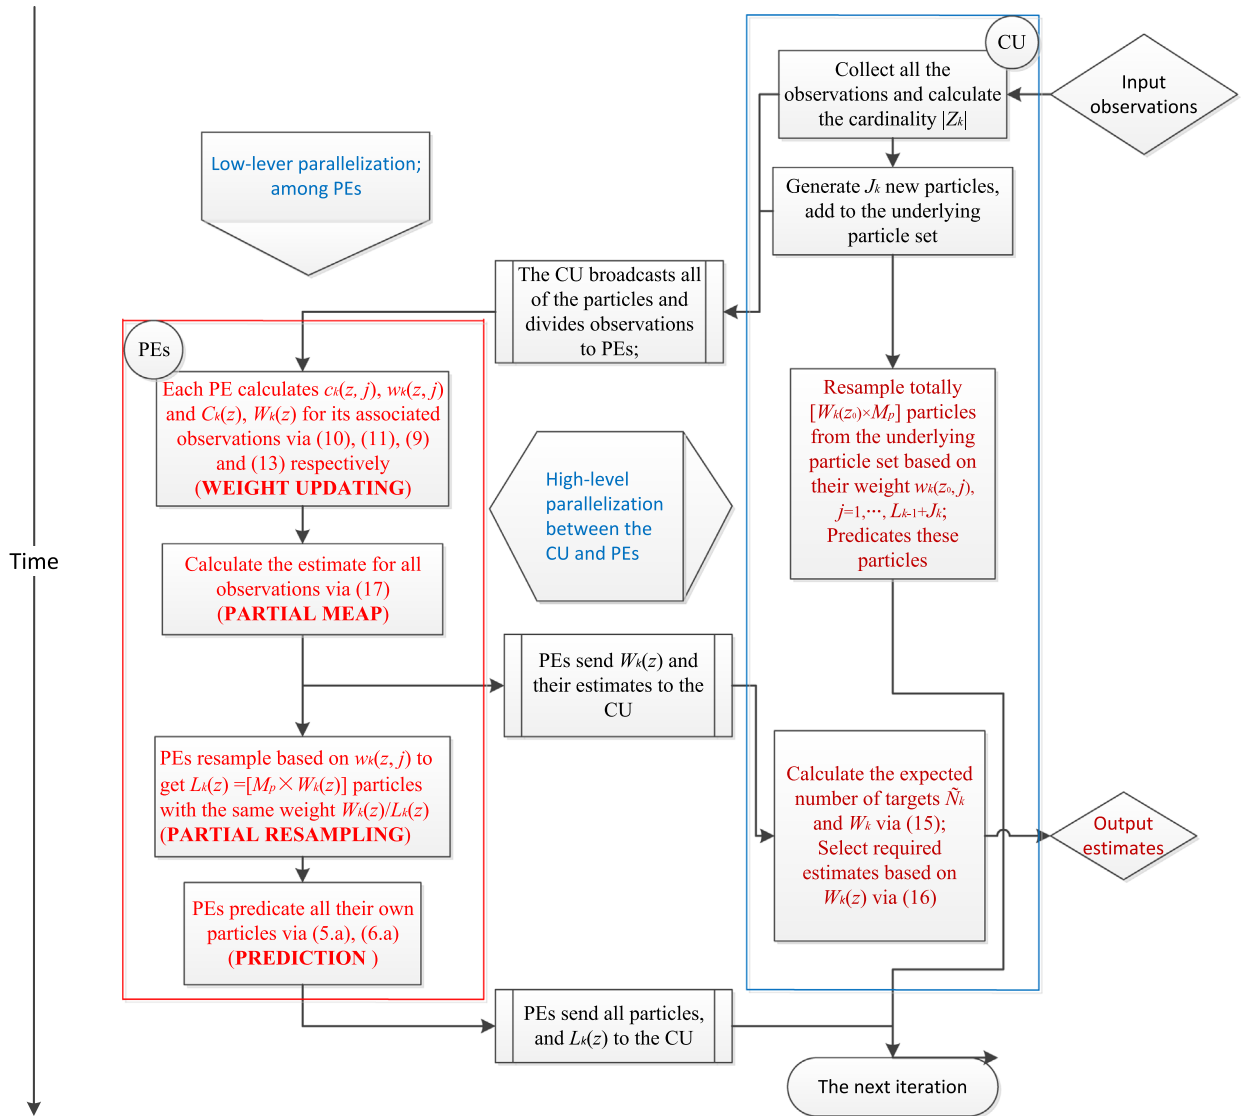 CU
Collect all the
observations and calculate
the cardinality |Zk|
Input
observations
Low-lever parallelization;
among PEs
Generate Jk new particles,
add to the underlying
particle set
The CU broadcasts all
of the particles and
divides observations
to PEs;
PEs
Each PE calculates ck(z, j), wk(z, j)
and Ck(z), Wk(z) for its associated
observations via (10), (11), (9)
and (13) respectively
(WEIGHT UPDATING)
Resample totally
[Wk(z0)×Mp] particles
from the underlying
particle set based on
their weight wk(z0, j),
j=1,···, Lk-1+Jk;
Predicates these
particles
High-level
parallelization
between the
CU and PEs
Time
Calculate the estimate for all
observations via (17)
(PARTIAL MEAP)
PEs send Wk(z) and
their estimates to the
CU
PEs resample based on wk(z, j) to
get Lk(z) =[Mp×Wk(z)] particles
with the same weight Wk(z)/Lk(z)
(PARTIAL RESAMPLING)
Calculate the expected
number of targets Ñk
and Wk via (15);
Select required
estimates based on
Wk(z) via (16)
Output
estimates
PEs predicate all their own
particles via (5.a), (6.a)
(PREDICTION )
PEs send all particles,
and Lk(z) to the CU
The next iteration